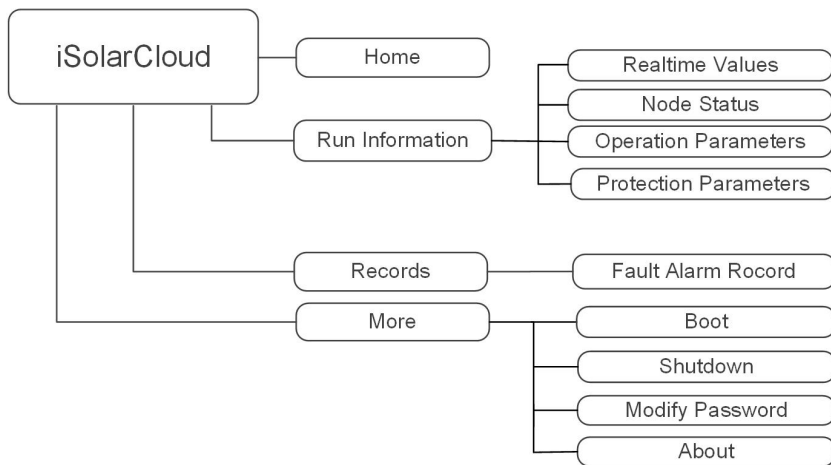 iSolarCloud
Home
Run Information
Realtime Values
Node Status
Operation Parameters
Protection Parameters
Records
Fault Alarm Rocord
More
Boot
Shutdown
Modify Password
About